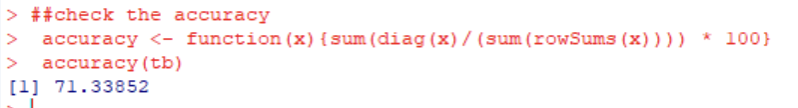 > ##check the accuracy
>  accuracy <- function(x){sum(diag(x)/(sum(rowSums(x)))) * 100}
>  accuracy(tb)
[1] 71.33852
>